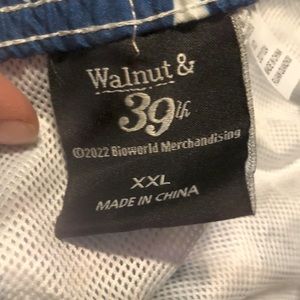 Walnut &
39th
©2022 Bioworld Merchandising
XXL
MADE IN CHINA